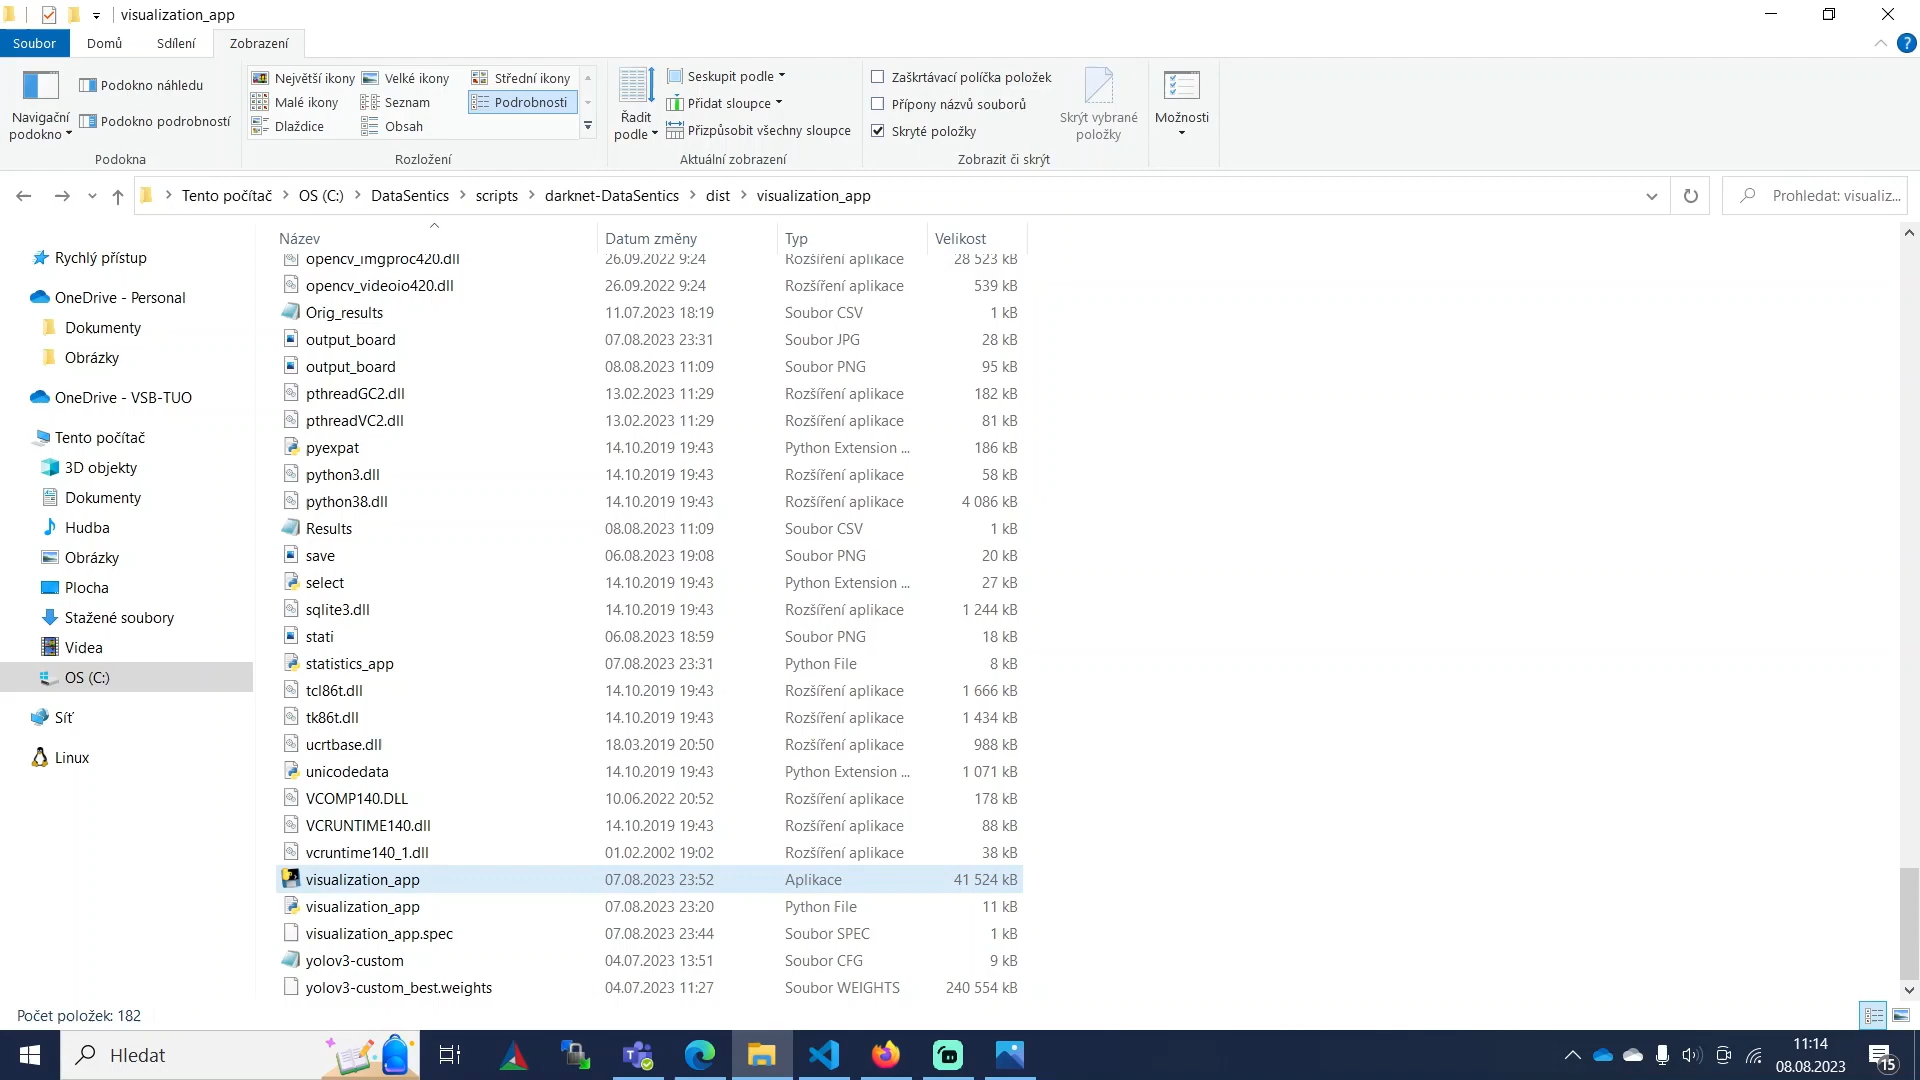 visualization_app
Soubor Domů Sdílení Zobrazení
Navigační podokno
Podokno náhledu
Podokno podrobností
Podokna
Největší ikony Velké ikony Střední ikony
Malé ikony Seznam Podrobnosti
Dlaždice Obsah
Rozložení
Řadit podle
Seskupit podle
Přidat sloupce
Přizpůsobit všechny sloupce
Aktuální zobrazení
Zaškrtávací políčka položek
Přípony názvů souborů
Skryté položky
Skrýt vybrané položky
Zobrazit či skrýt
Možnosti
Tento počítač OS (C:) DataSentics scripts darknet-DataSentics dist visualization_app
Prohledat: visualiz...
Rychlý přístup
OneDrive - Personal
Dokumenty
Obrázky
OneDrive - VSB-TUO
Tento počítač
3D objekty
Dokumenty
Hudba
Obrázky
Plocha
Stažené soubory
Videa
OS (C:)
Síť
Linux
Název Datum změny Typ Velikost
opencv_imgproc420.dll 26.09.2022 9:24 Rozšíření aplikace 28 523 kB
opencv_videoio420.dll 26.09.2022 9:24 Rozšíření aplikace 539 kB
Orig_results 11.07.2023 18:19 Soubor CSV 1 kB
output_board 07.08.2023 23:31 Soubor JPG 28 kB
output_board 08.08.2023 11:09 Soubor PNG 95 kB
pthreadGC2.dll 13.02.2023 11:29 Rozšíření aplikace 182 kB
pthreadVC2.dll 13.02.2023 11:29 Rozšíření aplikace 81 kB
pyexpat 14.10.2019 19:43 Python Extension ... 186 kB
python3.dll 14.10.2019 19:43 Rozšíření aplikace 58 kB
python38.dll 14.10.2019 19:43 Rozšíření aplikace 4 086 kB
Results 08.08.2023 11:09 Soubor CSV 1 kB
save 06.08.2023 19:08 Soubor PNG 20 kB
select 14.10.2019 19:43 Python Extension ... 27 kB
sqlite3.dll 14.10.2019 19:43 Rozšíření aplikace 1 244 kB
stati 06.08.2023 18:59 Soubor PNG 18 kB
statistics_app 07.08.2023 23:31 Python File 8 kB
tcl86t.dll 14.10.2019 19:43 Rozšíření aplikace 1 666 kB
tk86t.dll 14.10.2019 19:43 Rozšíření aplikace 1 434 kB
ucrtbase.dll 18.03.2019 20:50 Rozšíření aplikace 988 kB
unicodedata 14.10.2019 19:43 Python Extension ... 1 071 kB
VCOMP140.DLL 10.06.2022 20:52 Rozšíření aplikace 178 kB
VCRUNTIME140.dll 14.10.2019 19:43 Rozšíření aplikace 88 kB
vcruntime140_1.dll 01.02.2002 19:02 Rozšíření aplikace 38 kB
visualization_app 07.08.2023 23:52 Aplikace 41 524 kB
visualization_app 07.08.2023 23:20 Python File 11 kB
visualization_app.spec 07.08.2023 23:44 Soubor SPEC 1 kB
yolov3-custom 04.07.2023 13:51 Soubor CFG 9 kB
yolov3-custom_best.weights 04.07.2023 11:27 Soubor WEIGHTS 240 554 kB
Počet položek: 182
Hledat
11:14
08.08.2023
15